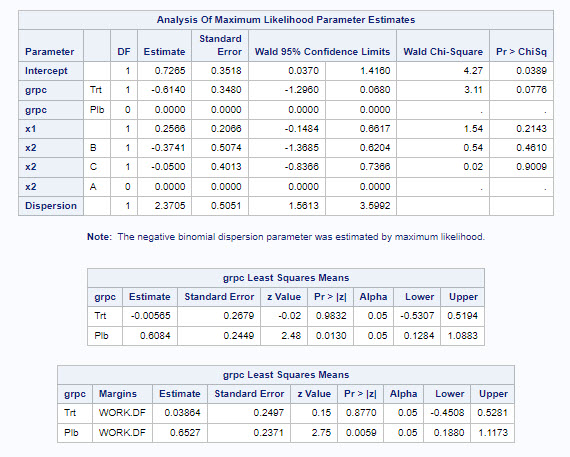 Analysis Of Maximum Likelihood Parameter Estimates
Parameter DF Estimate Standard Error Wald 95% Confidence Limits Wald Chi-Square Pr > ChiSq
Intercept 1 0.7265 0.3518 0.0370 1.4160 4.27 0.0389
grpc Trt 1 -0.6140 0.3480 -1.2960 0.0680 3.11 0.0776
grpc Plb 0 0.0000 0.0000 0.0000 0.0000 . .
x1 1 0.2566 0.2066 -0.1484 0.6617 1.54 0.2143
x2 B 1 -0.3741 0.5074 -1.3685 0.6204 0.54 0.4610
x2 C 1 -0.0500 0.4013 -0.8366 0.7366 0.02 0.9009
x2 A 0 0.0000 0.0000 0.0000 0.0000 . .
Dispersion 1 2.3705 0.5051 1.5613 3.5992
Note: The negative binomial dispersion parameter was estimated by maximum likelihood.
grpc Least Squares Means
grpc Estimate Standard Error z Value Pr > |z| Alpha Lower Upper
Trt -0.00565 0.2679 -0.02 0.9832 0.05 -0.5307 0.5194
Plb 0.6084 0.2449 2.48 0.0130 0.05 0.1284 1.0883
grpc Least Squares Means
grpc Margins Estimate Standard Error z Value Pr > |z| Alpha Lower Upper
Trt WORK.DF 0.03864 0.2497 0.15 0.8770 0.05 -0.4508 0.5281
Plb WORK.DF 0.6527 0.2371 2.75 0.0059 0.05 0.1880 1.1173